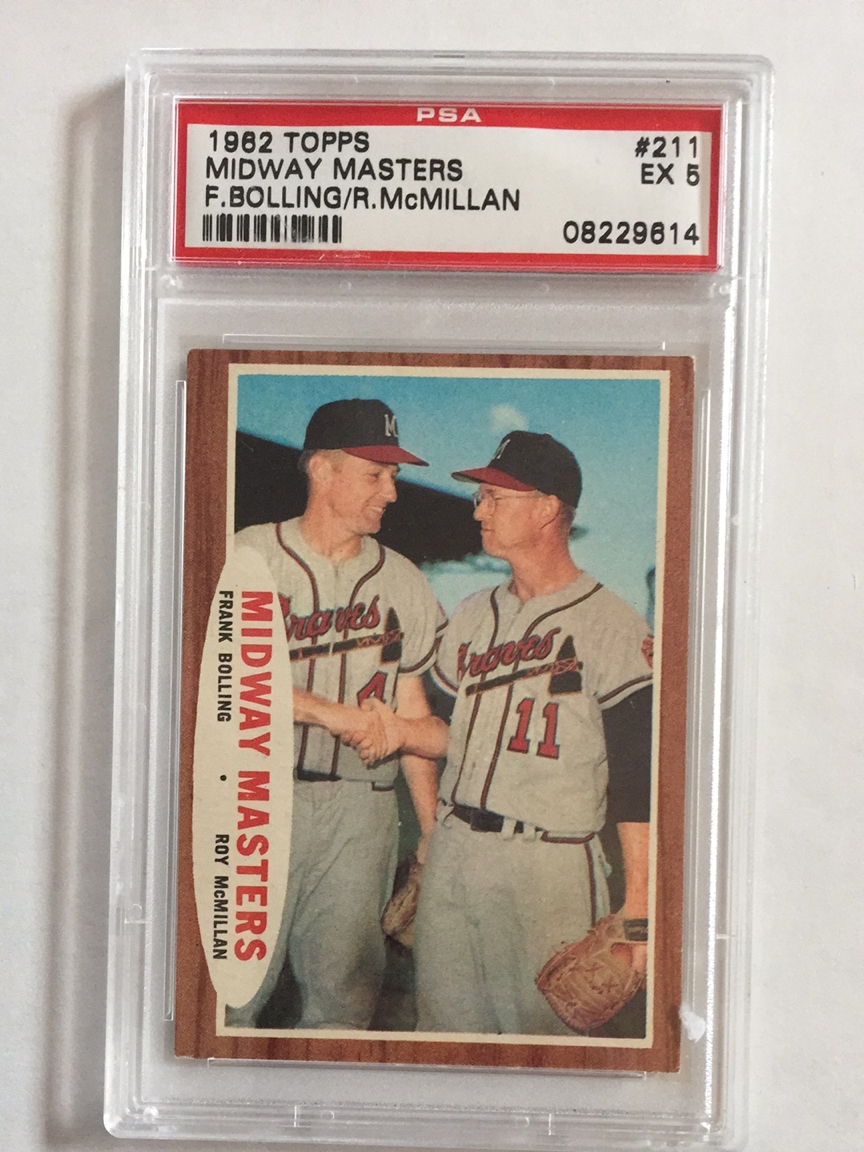 PSA
1962 TOPPS #211
MIDWAY MASTERS EX 5
F.BOLLING/R.McMILLAN
08229614
M
M
Braves
4
Braves
11
MIDWAY MASTERS
FRANK BOLLING • ROY McMILLAN